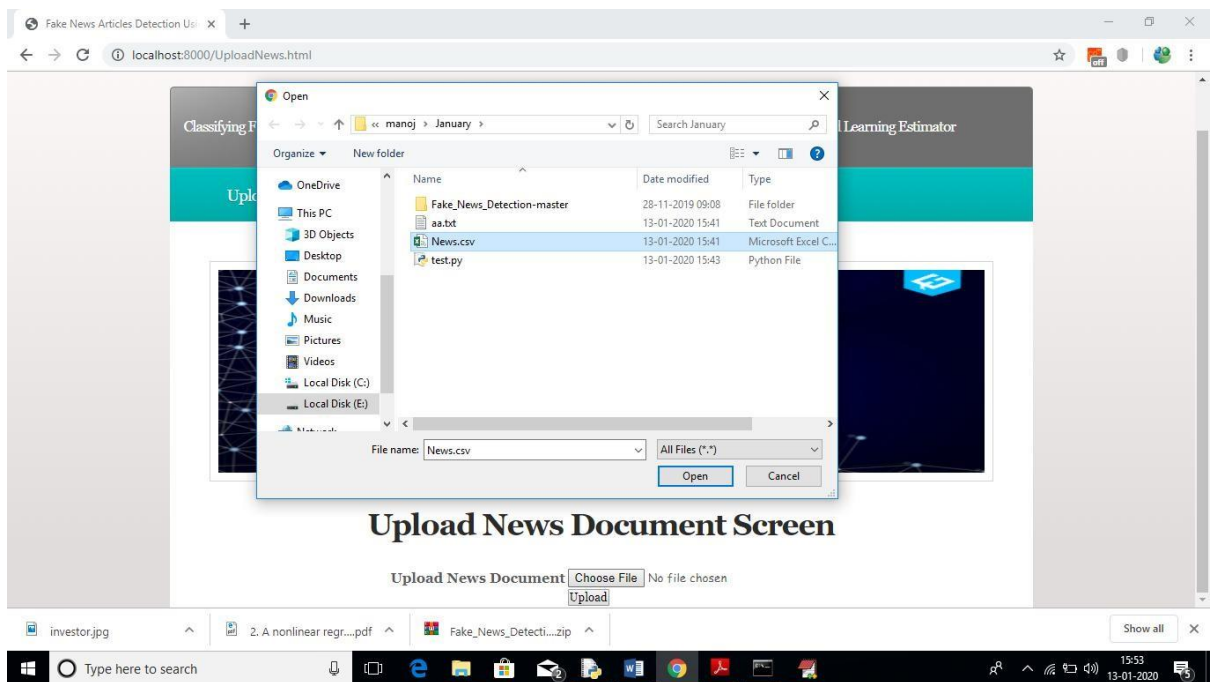 Fake News Articles Detection Usi
localhost:8000/UploadNews.html
off
Open
Classifying F
« manoj › January ›
Search January
l Learning Estimator
Organize
New folder
Uplo
Name
Date modified
Type
OneDrive
This PC
3D Objects
Desktop
Documents
Downloads
Music
Pictures
Videos
Local Disk (C:)
Local Disk (E:)
Fake_News_Detection-master
28-11-2019 09:08
File folder
aa.txt
13-01-2020 15:41
Text Document
News.csv
13-01-2020 15:41
Microsoft Excel C...
test.py
13-01-2020 15:43
Python File
File name:
News.csv
All Files (*.*)
Open
Cancel
Upload News Document Screen
Upload News Document
Choose File
No file chosen
Upload
investor.jpg
2. A nonlinear regr....pdf
Fake_News_Detecti....zip
Show all
Type here to search
2
15:53
13-01-2020
5